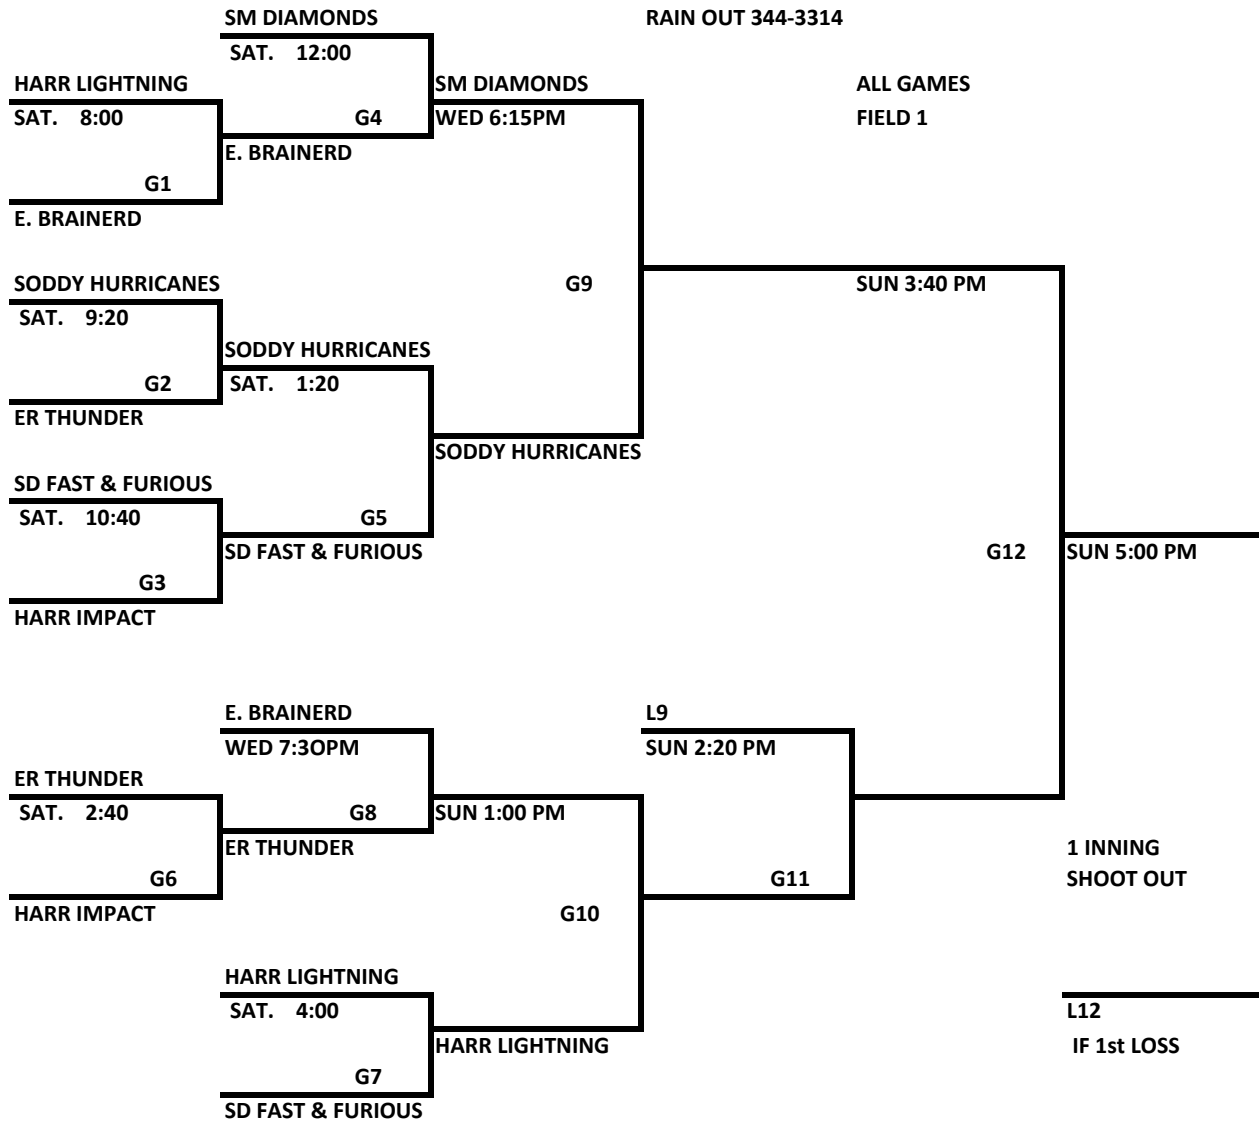 SM DIAMONDS
RAIN OUT 344-3314
SAT. 12:00
HARR LIGHTNING
SM DIAMONDS
ALL GAMES
SAT. 8:00
G4
WED 6:15PM
FIELD 1
E. BRAINERD
G1
E. BRAINERD
SODDY HURRICANES
G9
SUN 3:40 PM
SAT. 9:20
SODDY HURRICANES
G2
SAT. 1:20
ER THUNDER
SODDY HURRICANES
SD FAST & FURIOUS
SAT. 10:40
G5
SD FAST & FURIOUS
G12
SUN 5:00 PM
G3
HARR IMPACT
E. BRAINERD
L9
WED 7:3OPM
SUN 2:20 PM
ER THUNDER
SAT. 2:40
G8
SUN 1:00 PM
ER THUNDER
1 INNING
G6
G11
SHOOT OUT
HARR IMPACT
G10
HARR LIGHTNING
SAT. 4:00
L12
HARR LIGHTNING
IF 1st LOSS
G7
SD FAST & FURIOUS